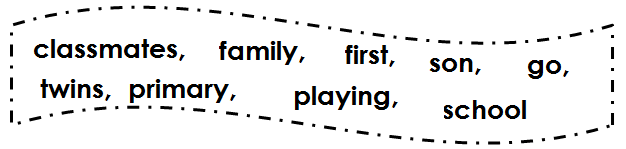 classmates, family, first, son, go,
twins, primary, playing, school